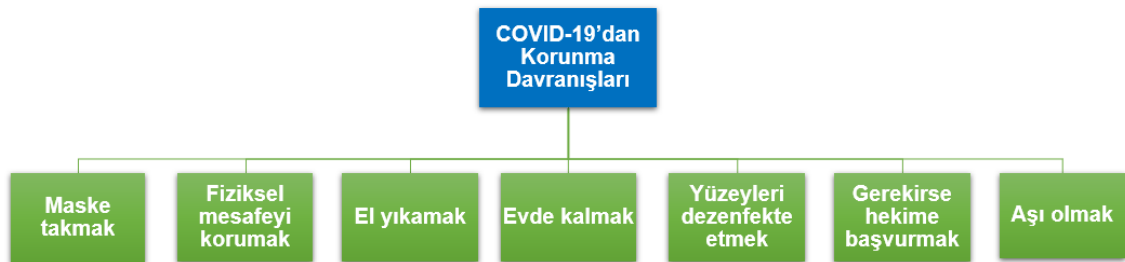 COVID-19’dan
Korunma
Davranışları
Maske
takmak
Fiziksel
mesafeyi
korumak
El yıkamak
Evde kalmak
Yüzeyleri
dezenfekte
etmek
Gerekirse
hekime
başvurmak
Aşı olmak